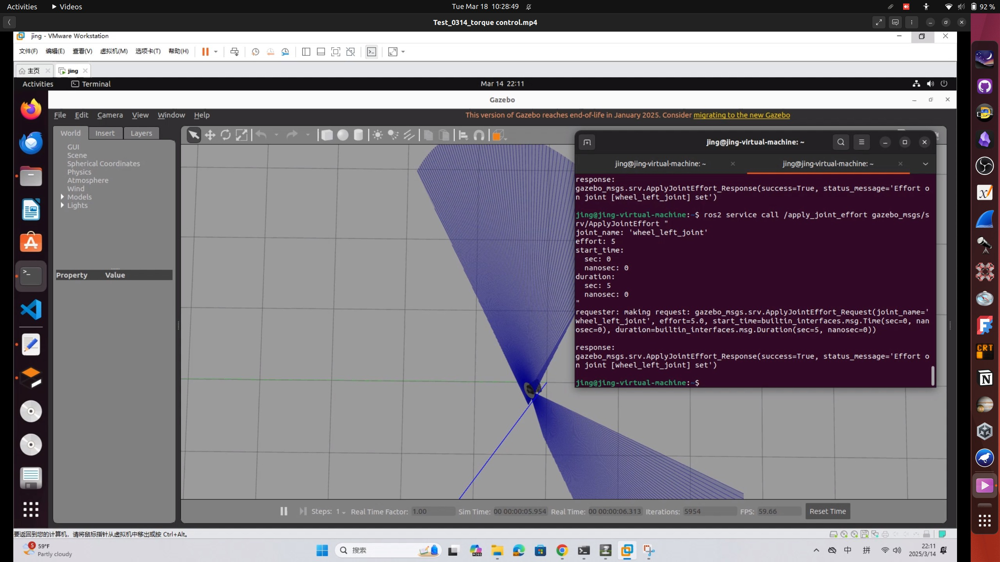 Activities
Videos
Tue Mar 18 10:28:49
92 %
Test_0314_torque control.mp4
jing - VMware Workstation
文件(F) 编辑(E) 查看(V) 虚拟机(M) 选项卡(T) 帮助(H)
主页
jing
Activities
Terminal
Mar 14 22:11
Gazebo
File Edit Camera View Window Help
This version of Gazebo reaches end-of-life in January 2025. Consider migrating to the new Gazebo
World Insert Layers
GUI
Scene
Spherical Coordinates
Physics
Atmosphere
Wind
Models
Lights
Property Value
jing@jing-virtual-machine: ~
jing@jing-virtual-machine: ~
jing@jing-virtual-machine: ~
response:
gazebo_msgs.srv.ApplyJointEffort_Response(success=True, status_message='Effort o
n joint [wheel_left_joint] set')
jing@jing-virtual-machine:~$ ros2 service call /apply_joint_effort gazebo_msgs/s
rv/ApplyJointEffort "
joint_name: 'wheel_left_joint'
effort: 5
start_time:
sec: 0
nanosec: 0
duration:
sec: 5
nanosec: 0
"
requester: making request: gazebo_msgs.srv.ApplyJointEffort_Request(joint_name='
wheel_left_joint', effort=5.0, start_time=builtin_interfaces.msg.Time(sec=0, nan
osec=0), duration=builtin_interfaces.msg.Duration(sec=5, nanosec=0))
response:
gazebo_msgs.srv.ApplyJointEffort_Response(success=True, status_message='Effort o
n joint [wheel_left_joint] set')
jing@jing-virtual-machine:~$
Steps: 1 Real Time Factor: 1.00 Sim Time: 00 00:00:05.954 Real Time: 00 00:00:06.313 Iterations: 5954 FPS: 59.66 Reset Time
要返回到您的计算机，请将鼠标指针从虚拟机中移出或按 Ctrl+Alt。
5
59°F
Partly cloudy
搜索
M365
中
拼
22:11
2025/3/14
CRT